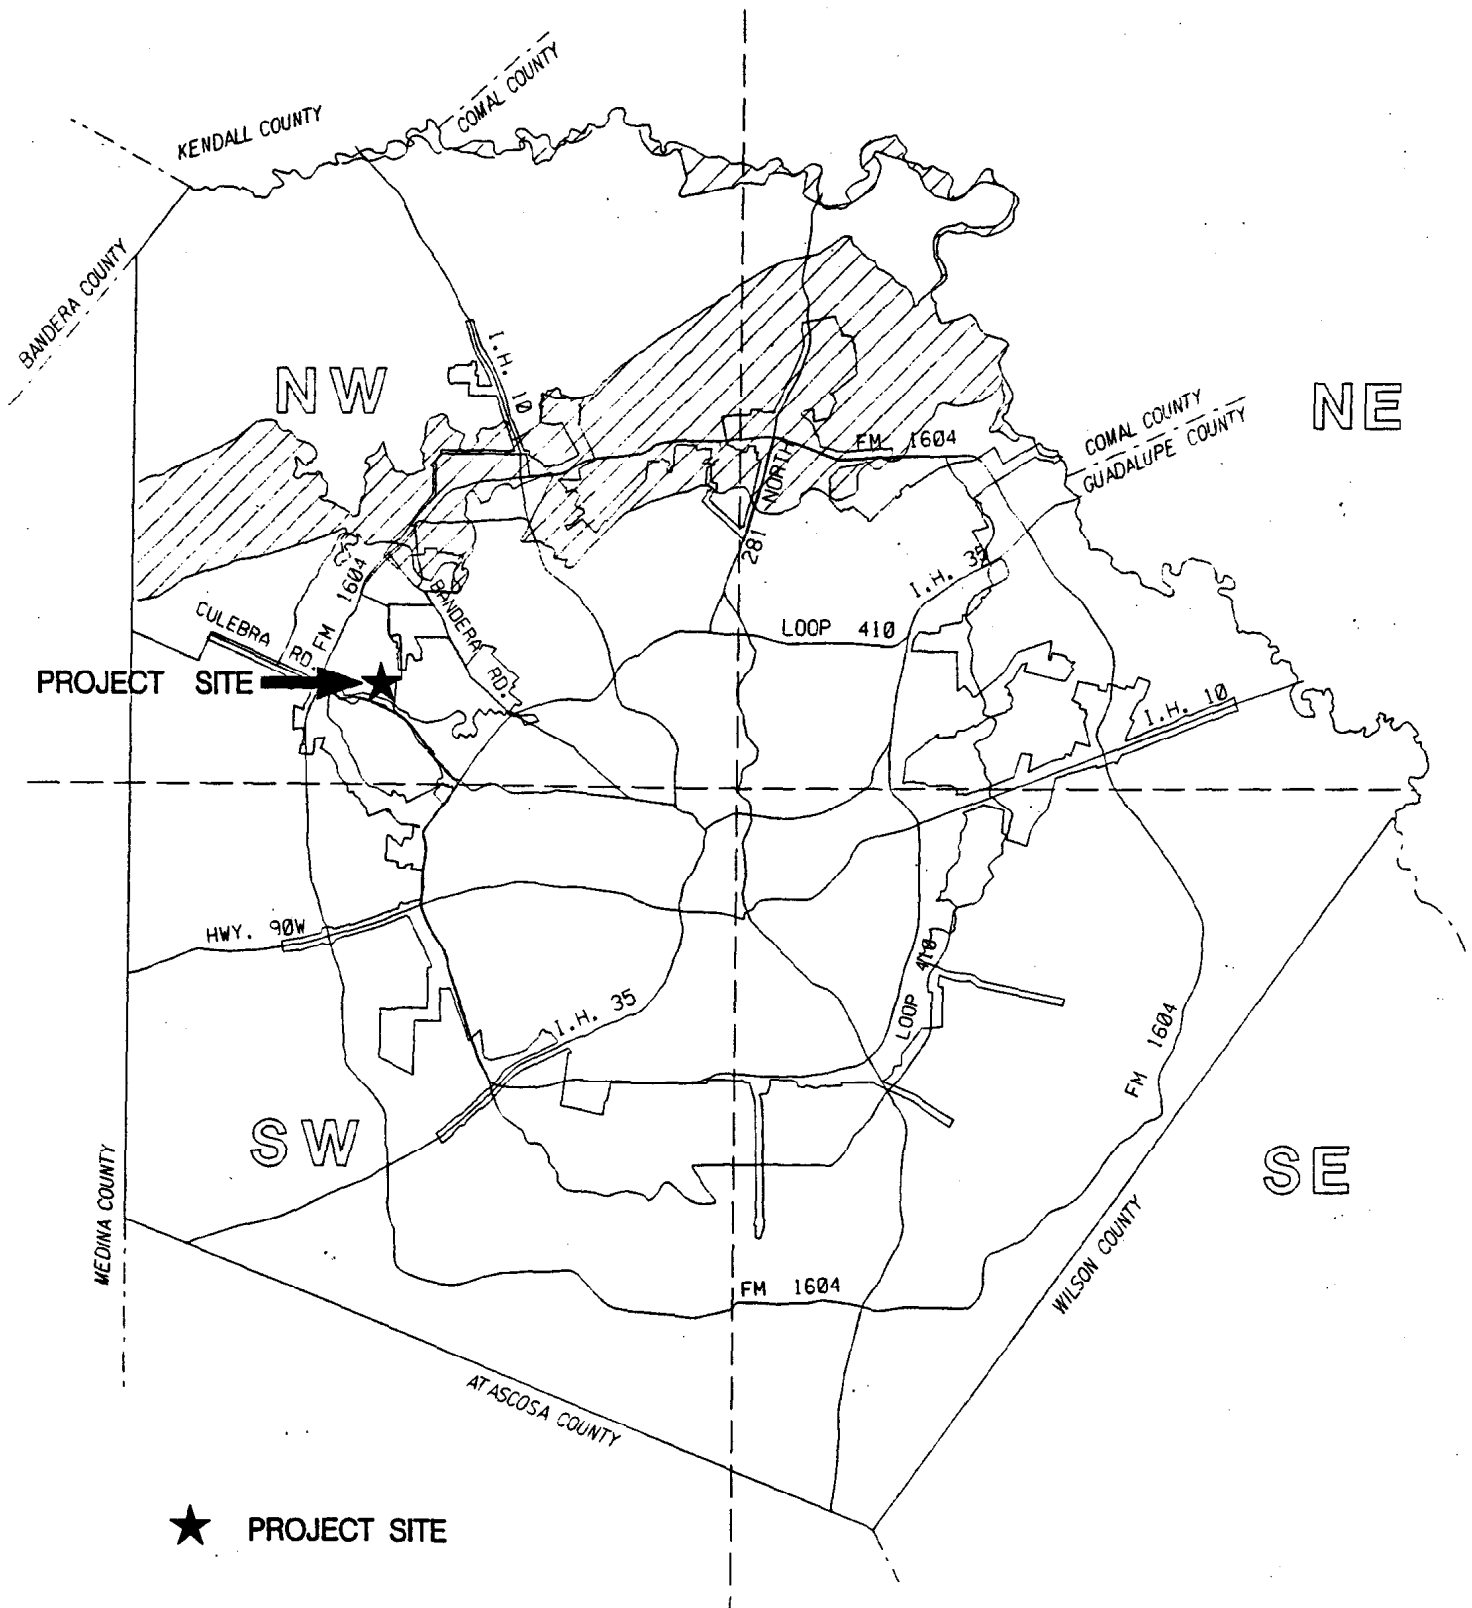 COMAL COUNTY
KENDALL COUNTY
BANDERA COUNTY
I.H. 10
NW
NE
COMAL COUNTY
GUADALUPE COUNTY
FM 1604
NORTH
281
I.H. 35
FM 1604
BANDERA RD.
CULEBRA RD.
LOOP 410
PROJECT SITE
I.H. 10
HWY. 90W
LOOP 410
I.H. 35
FM 1604
SW
SE
MEDINA COUNTY
WILSON COUNTY
FM 1604
ATASCOSA COUNTY
PROJECT SITE